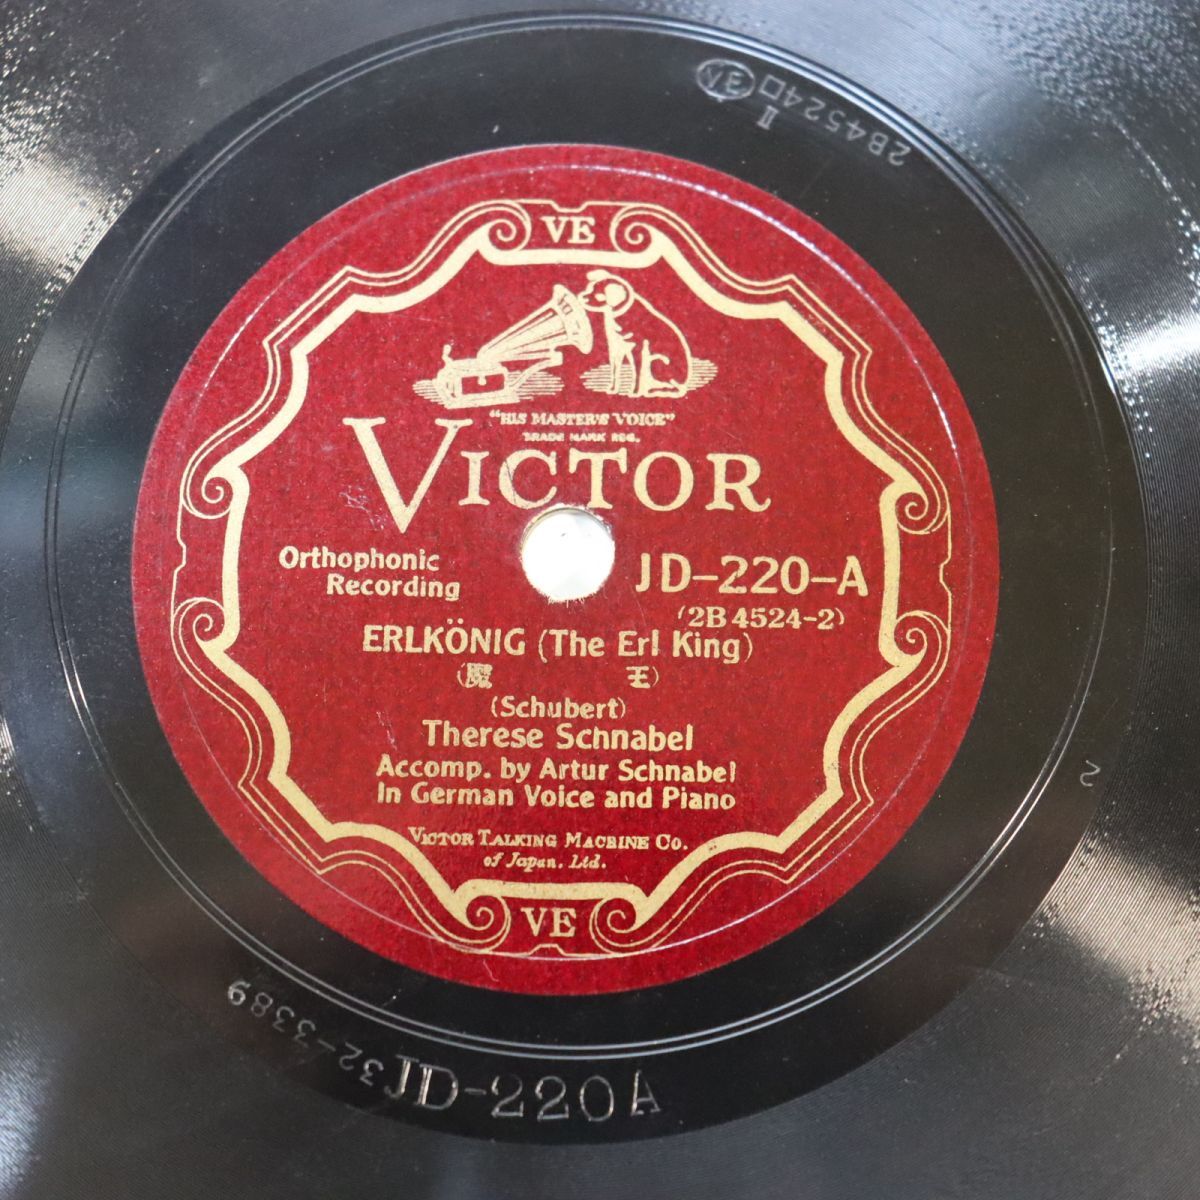 VE
"HIS MASTER'S VOICE"
TRADE MARK REG.
VICTOR
Orthophonic
Recording
JD-220-A
(2B4524-2)
ERLKÖNIG (The Erl King)
(魔王)
(Schubert)
Therese Schnabel
Accomp. by Artur Schnabel
In German Voice and Piano
VICTOR TALKING MACHINE CO.
of Japan, Ltd.
VE
2B4524□
II
2
32-3389
JD-220A